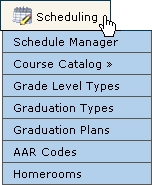 Scheduling
Schedule Manager
Course Catalog »
Grade Level Types
Graduation Types
Graduation Plans
AAR Codes
Homerooms